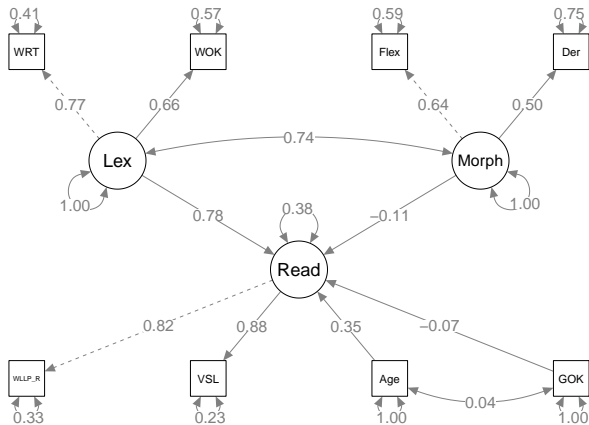 0.41 0.57 0.59 0.75
WRT WOK Flex Der
0.77 0.66 0.64 0.50
0.74
Lex Morph
1.00 1.00
0.78 0.38 −0.11
Read
0.82 0.88 0.35 −0.07
WLLP_R VSL Age GOK
0.04
0.33 0.23 1.00 1.00